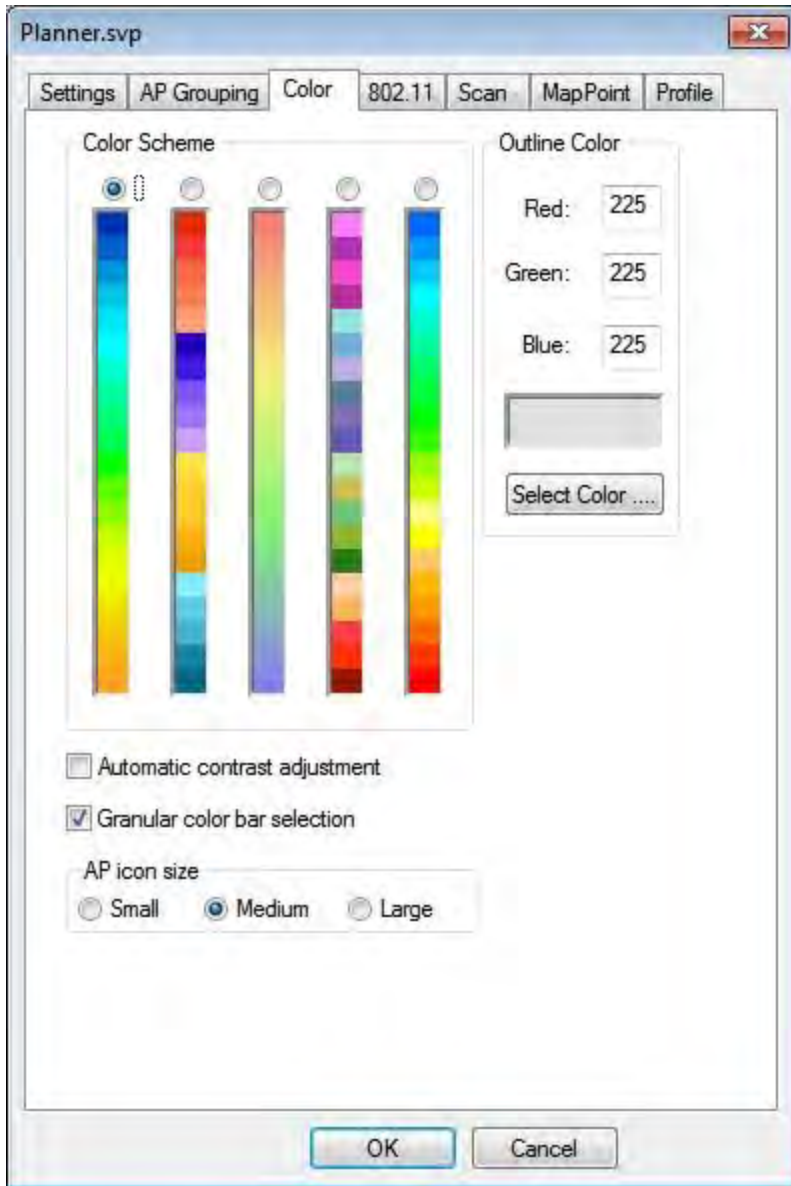 Planner.svp
Settings AP Grouping Color 802.11 Scan MapPoint Profile
Color Scheme
Outline Color
Red: 225
Green: 225
Blue: 225
Select Color ....
Automatic contrast adjustment
Granular color bar selection
AP icon size
Small Medium Large
OK Cancel